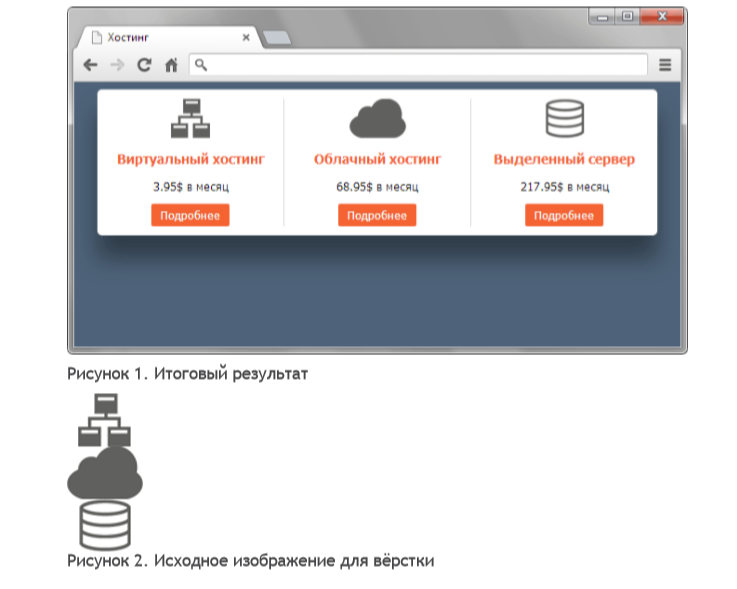 Хостинг
Виртуальный хостинг
3.95$ в месяц
Подробнее
Облачный хостинг
68.95$ в месяц
Подробнее
Выделенный сервер
217.95$ в месяц
Подробнее
Рисунок 1. Итоговый результат
Рисунок 2. Исходное изображение для вёрстки